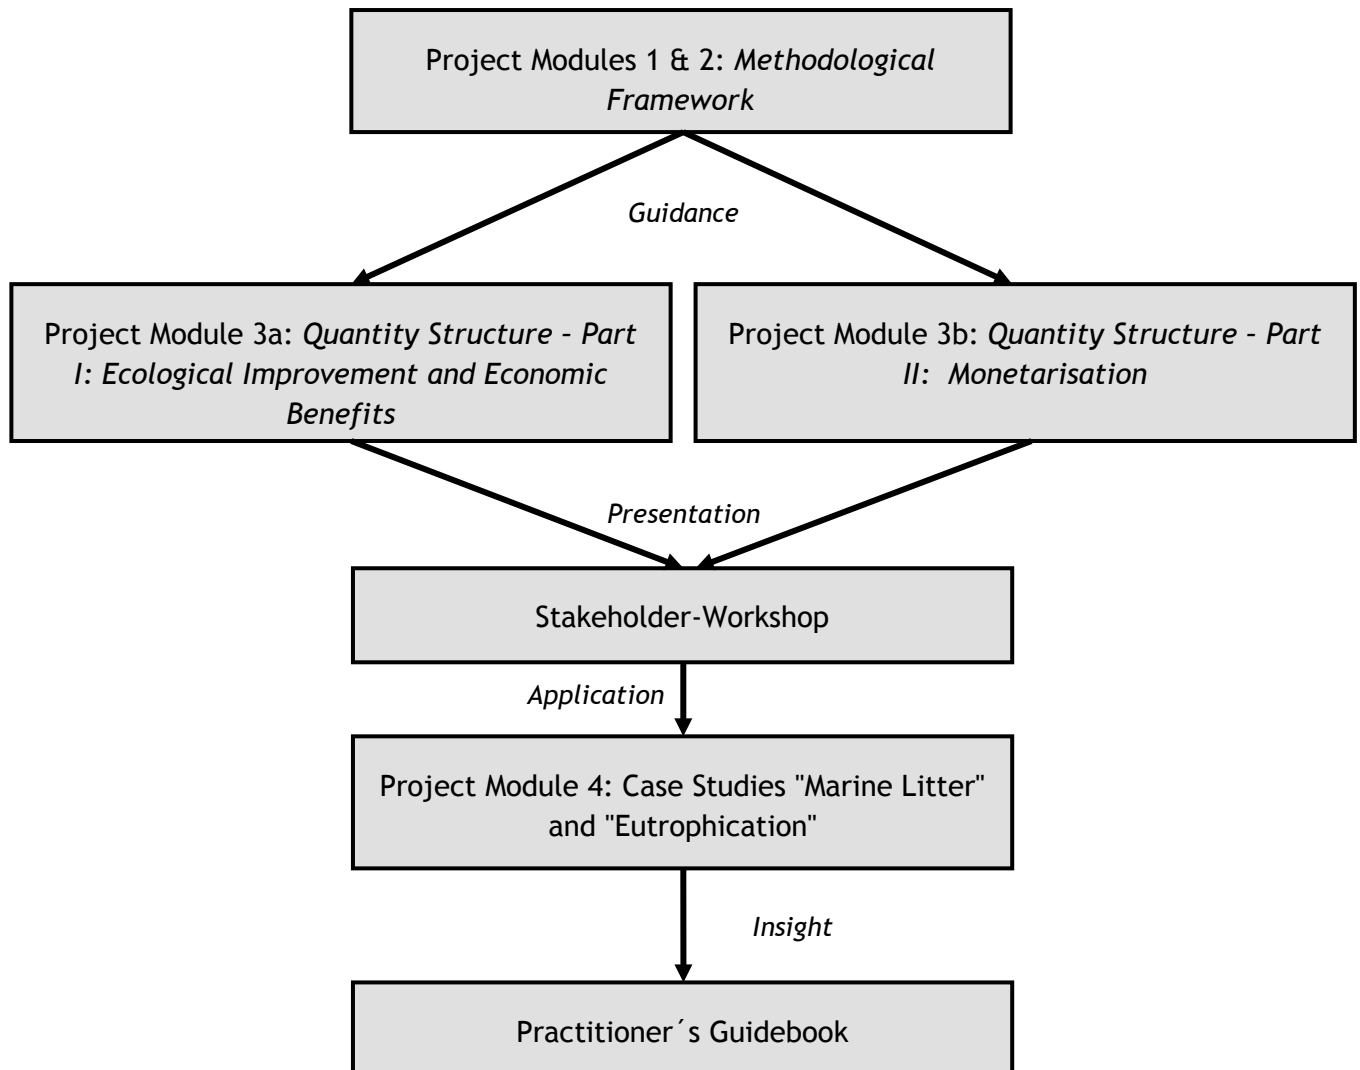 Project Modules 1 & 2: Methodological
Framework
Guidance
Project Module 3a: Quantity Structure – Part
I: Ecological Improvement and Economic
Benefits
Project Module 3b: Quantity Structure – Part
II: Monetarisation
Presentation
Stakeholder-Workshop
Application
Project Module 4: Case Studies "Marine Litter"
and "Eutrophication"
Insight
Practitioner´s Guidebook